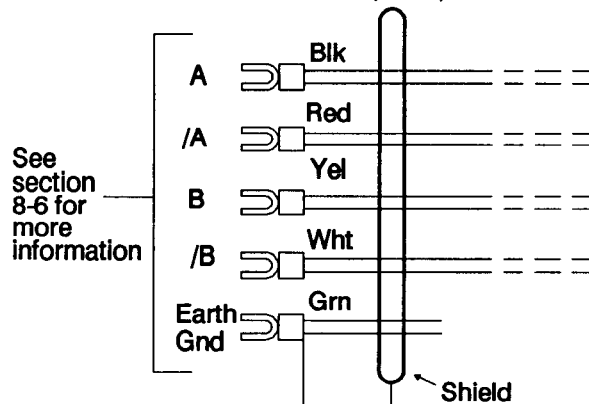 Blk
A
Red
/A
Yel
B
Wht
/B
Grn
Earth
Gnd
See
section
8-6 for
more
information
Shield